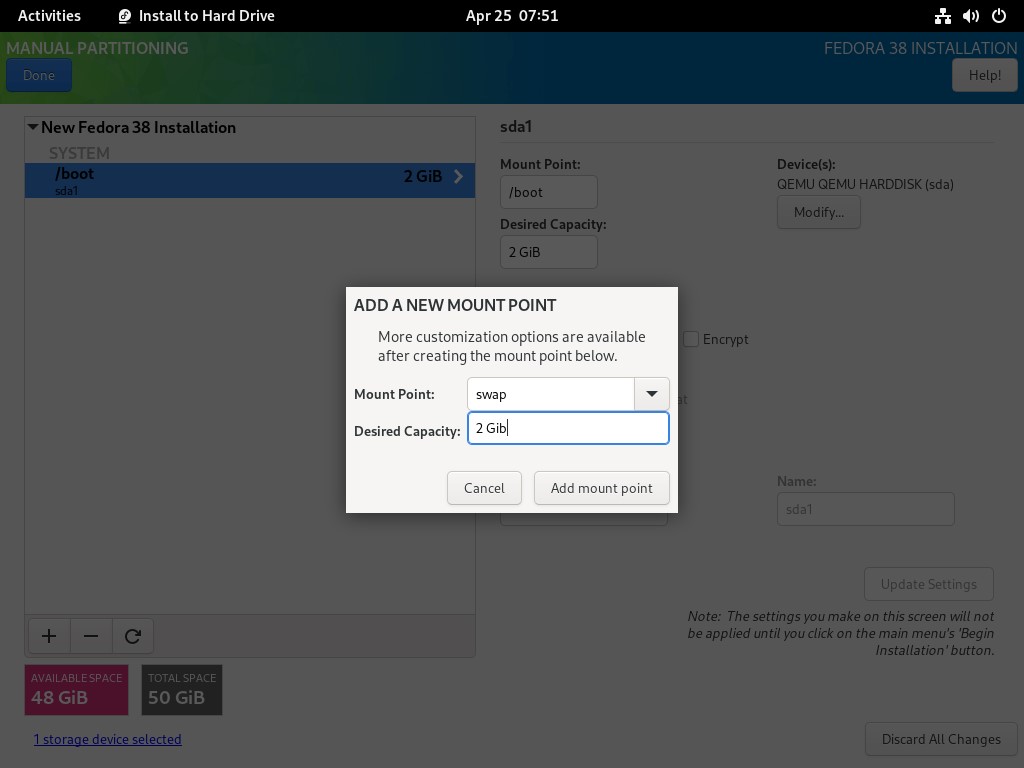 Activities
Install to Hard Drive
Apr 25 07:51
MANUAL PARTITIONING
FEDORA 38 INSTALLATION
Done
Help!
New Fedora 38 Installation
SYSTEM
/boot
2 GiB
sda1
sda1
Mount Point:
/boot
Device(s):
QEMU QEMU HARDDISK (sda)
Modify...
Desired Capacity:
2 GiB
ADD A NEW MOUNT POINT
More customization options are available
after creating the mount point below.
Mount Point:
swap
Desired Capacity:
2 Gib
Cancel
Add mount point
Encrypt
Name:
sda1
Update Settings
Note: The settings you make on this screen will not
be applied until you click on the main menu's 'Begin
Installation' button.
AVAILABLE SPACE
48 GiB
TOTAL SPACE
50 GiB
1 storage device selected
Discard All Changes